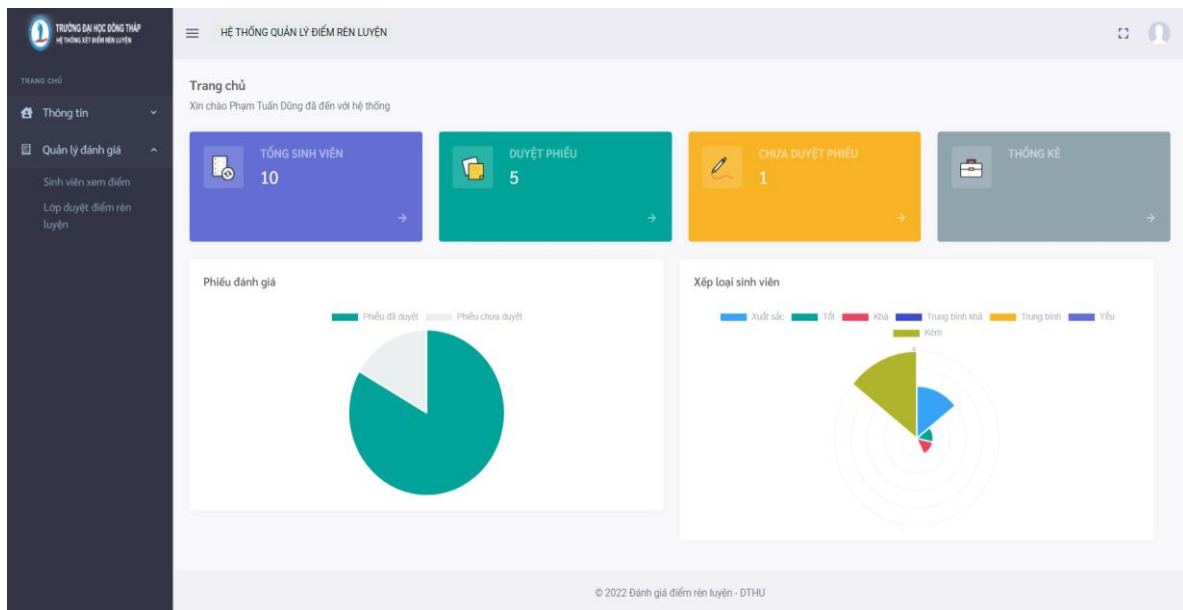 TRƯỜNG ĐẠI HỌC ĐỒNG THÁP
HỆ THỐNG XÉT ĐIỂM RÈN LUYỆN
HỆ THỐNG QUẢN LÝ ĐIỂM RÈN LUYỆN
TRANG CHỦ
Thông tin
Quản lý đánh giá
Sinh viên xem điểm
Lớp duyệt điểm rèn
luyện
Trang chủ
Xin chào Phạm Tuấn Dũng đã đến với hệ thống
TỔNG SINH VIÊN
10
DUYỆT PHIẾU
5
CHƯA DUYỆT PHIẾU
1
THỐNG KÊ
Phiếu đánh giá
Phiếu đã duyệt Phiếu chưa duyệt
Xếp loại sinh viên
Xuất sắc Tốt Khá Trung bình khá Trung bình Yếu
Kém
© 2022 Đánh giá điểm rèn luyện - DTHU